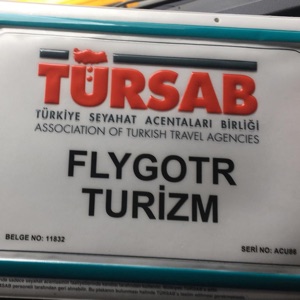 TÜRSAB
TÜRKİYE SEYAHAT ACENTALARI BİRLİĞİ
ASSOCIATION OF TURKISH TRAVEL AGENCIES
FLYGOTR
TURİZM
BELGE NO: 11832
SERİ NO: ACU56